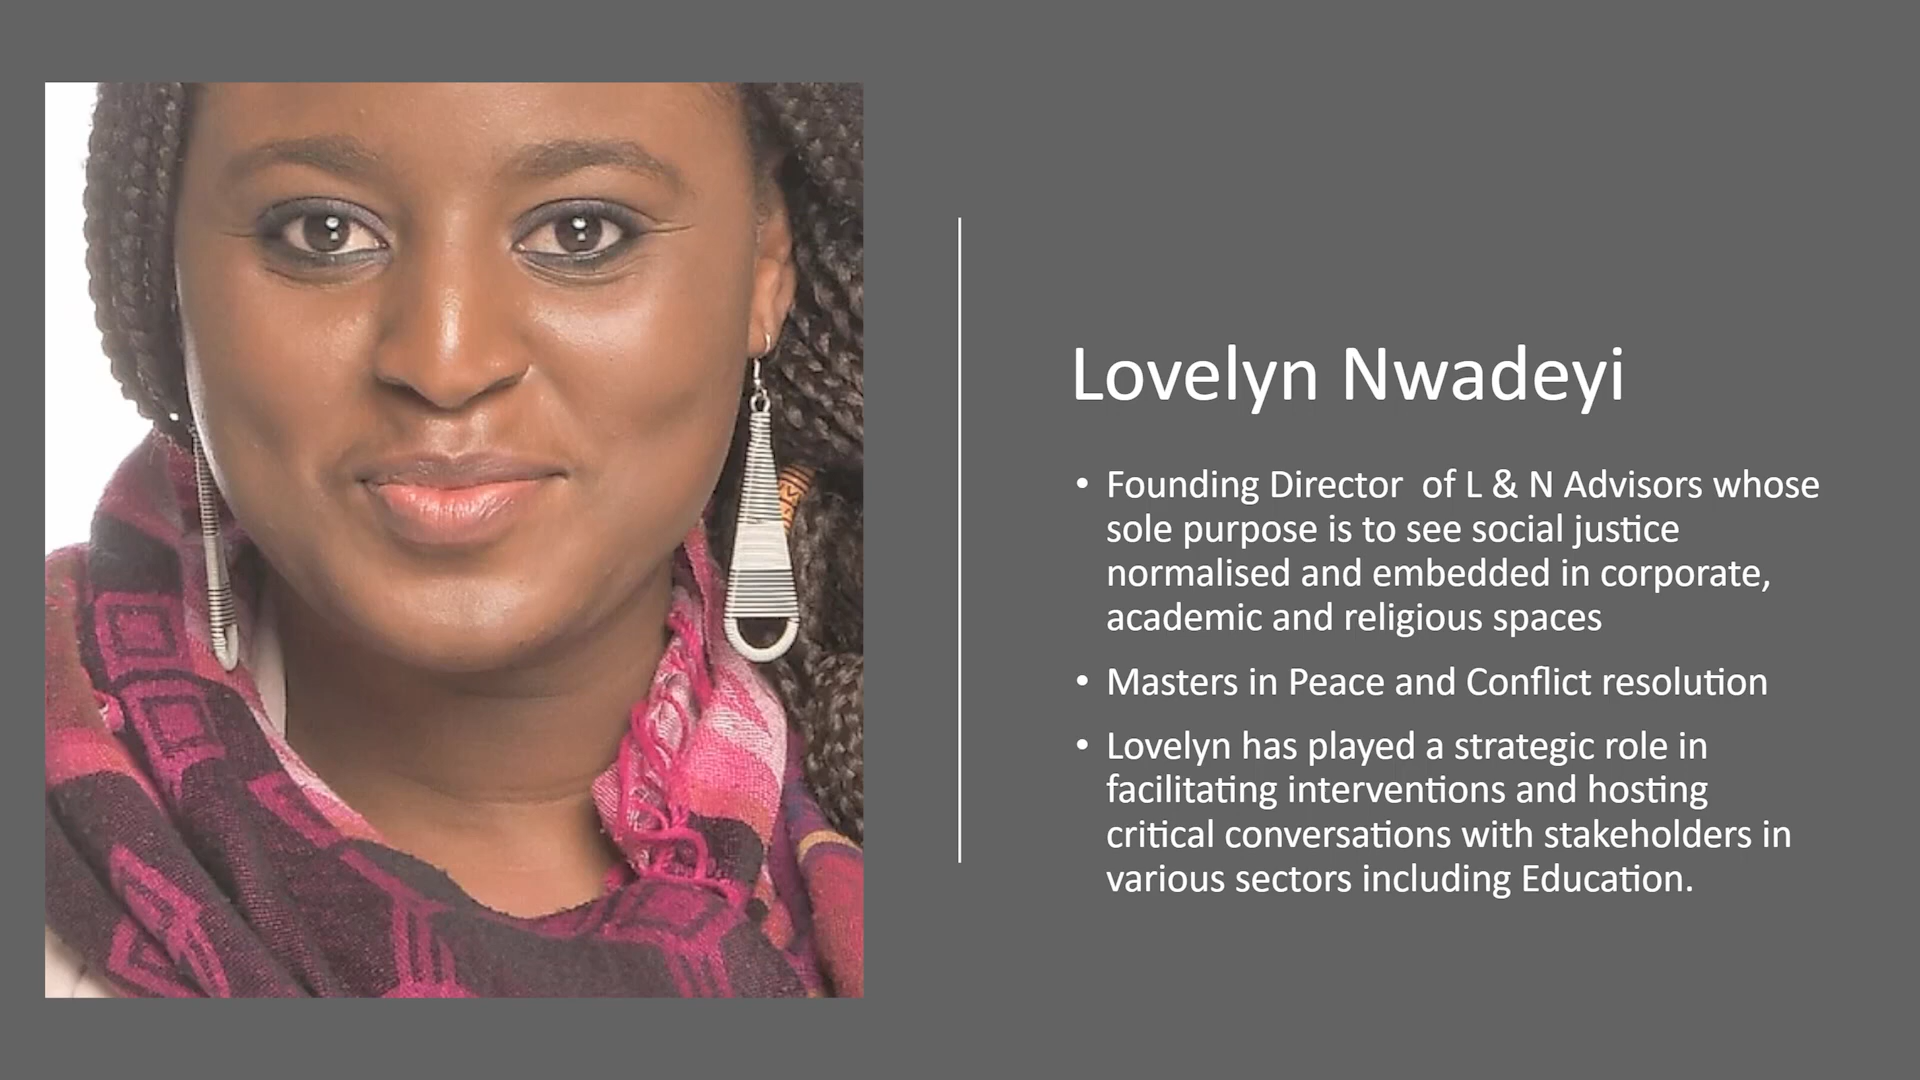 Lovelyn Nwadeyi
• Founding Director  of L & N Advisors whose
sole purpose is to see social justice
normalised and embedded in corporate,
academic and religious spaces
• Masters in Peace and Conflict resolution
• Lovelyn has played a strategic role in
facilitating interventions and hosting
critical conversations with stakeholders in
various sectors including Education.